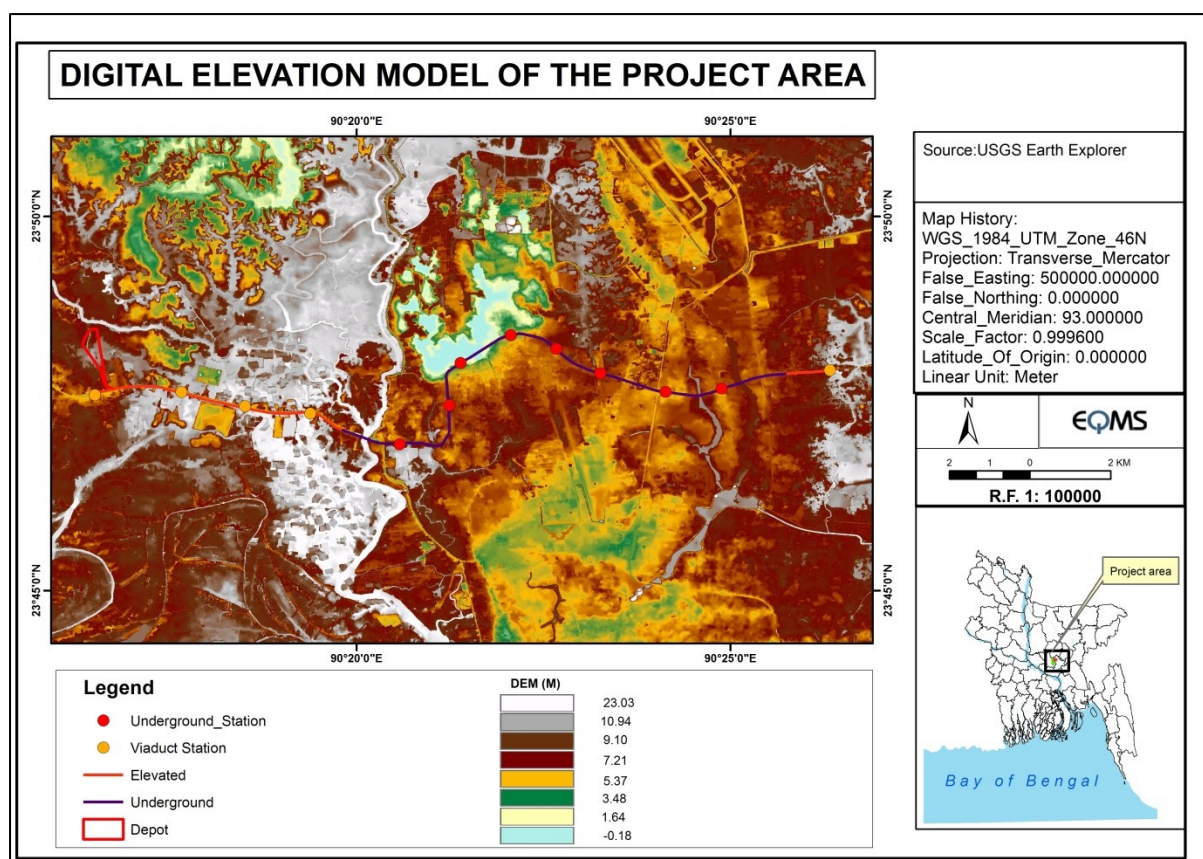 DIGITAL ELEVATION MODEL OF THE PROJECT AREA
90°20'0"E
90°25'0"E
23°50'0"N
23°50'0"N
23°45'0"N
23°45'0"N
90°20'0"E
90°25'0"E
Source:USGS Earth Explorer
Map History:
WGS_1984_UTM_Zone_46N
Projection: Transverse_Mercator
False_Easting: 500000.000000
False_Northing: 0.000000
Central_Meridian: 93.000000
Scale_Factor: 0.999600
Latitude_Of_Origin: 0.000000
Linear Unit: Meter
N
EQMS
2 1 0 2 KM
R.F. 1: 100000
Project area
Bay of Bengal
Legend
Underground_Station
Viaduct Station
Elevated
Underground
Depot
DEM (M)
23.03
10.94
9.10
7.21
5.37
3.48
1.64
-0.18